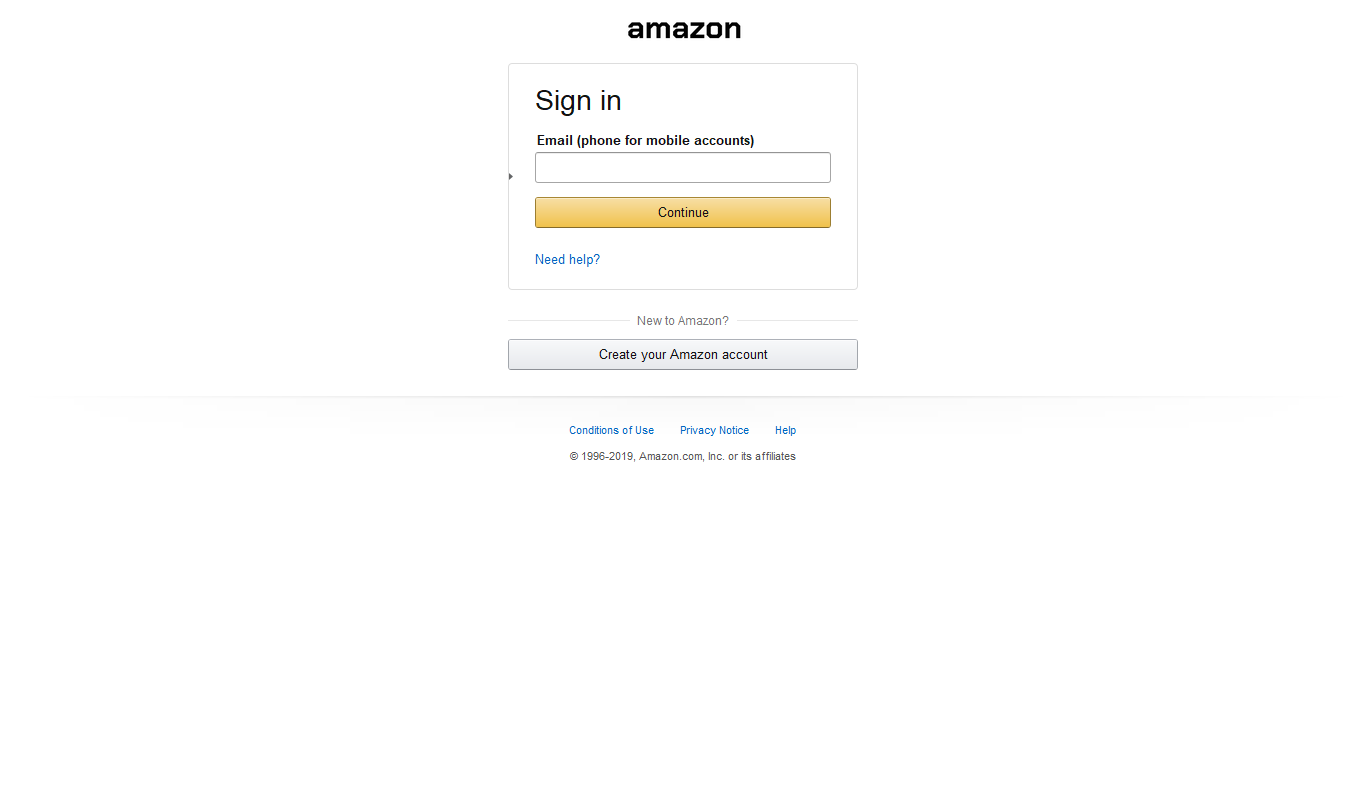 amazon
Sign in
Email (phone for mobile accounts)
Continue
Need help?
New to Amazon?
Create your Amazon account
Conditions of Use Privacy Notice Help
© 1996-2019, Amazon.com, Inc. or its affiliates